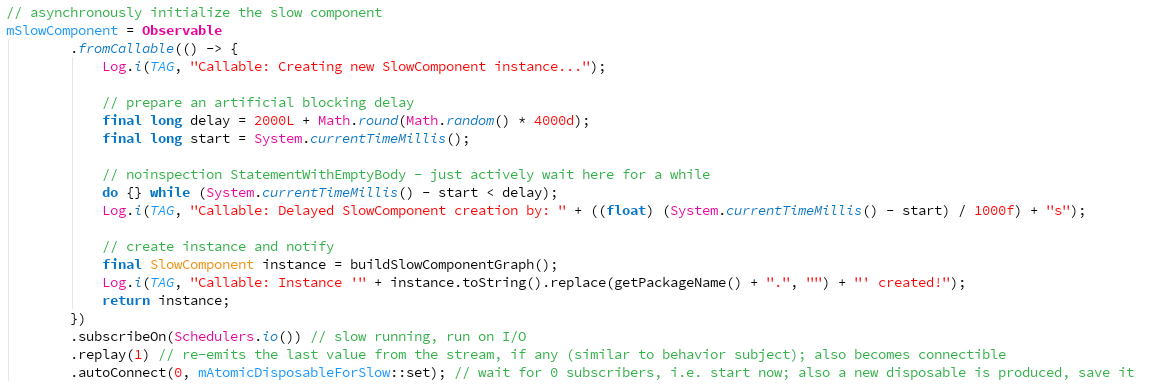 // asynchronously initialize the slow component
mSlowComponent = Observable
.fromCallable(() -> {
Log.i(TAG, "Callable: Creating new SlowComponent instance...");
// prepare an artificial blocking delay
final long delay = 2000L + Math.round(Math.random() * 4000d);
final long start = System.currentTimeMillis();
// noinspection StatementWithEmptyBody - just actively wait here for a while
do {} while (System.currentTimeMillis() - start < delay);
Log.i(TAG, "Callable: Delayed SlowComponent creation by: " + ((float) (System.currentTimeMillis() - start) / 1000f) + "s");
// create instance and notify
final SlowComponent instance = buildSlowComponentGraph();
Log.i(TAG, "Callable: Instance '" + instance.toString().replace(getPackageName() + ".", "") + "' created!");
return instance;
})
.subscribeOn(Schedulers.io()) // slow running, run on I/O
.replay(1) // re-emits the last value from the stream, if any (similar to behavior subject); also becomes connectible
.autoConnect(0, mAtomicDisposableForSlow::set); // wait for 0 subscribers, i.e. start now; also a new disposable is produced, save it